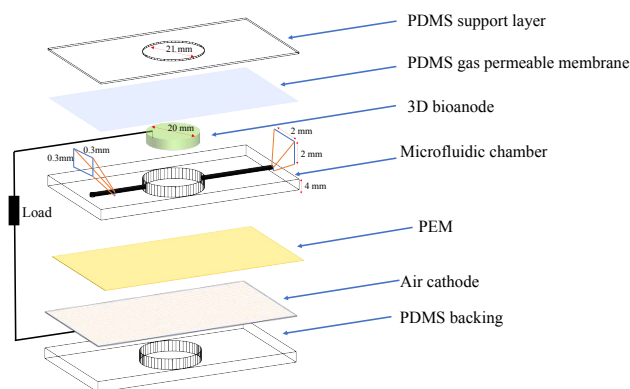 PDMS support layer
21 mm
PDMS gas permeable membrane
3D bioanode
20 mm
2 mm
0.3mm
0.3mm
2 mm
Microfluidic chamber
4 mm
Load
PEM
Air cathode
PDMS backing